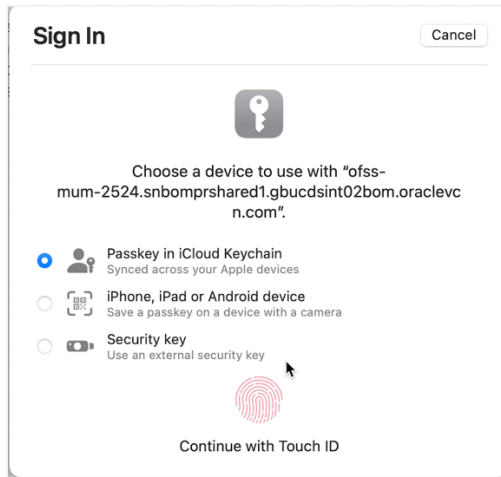 Sign In
Cancel
Choose a device to use with “ofss-
mum-2524.snbomprshared1.gbucdsint02bom.oraclevc
n.com”.
Passkey in iCloud Keychain
Synced across your Apple devices
iPhone, iPad or Android device
Save a passkey on a device with a camera
Security key
Use an external security key
Continue with Touch ID